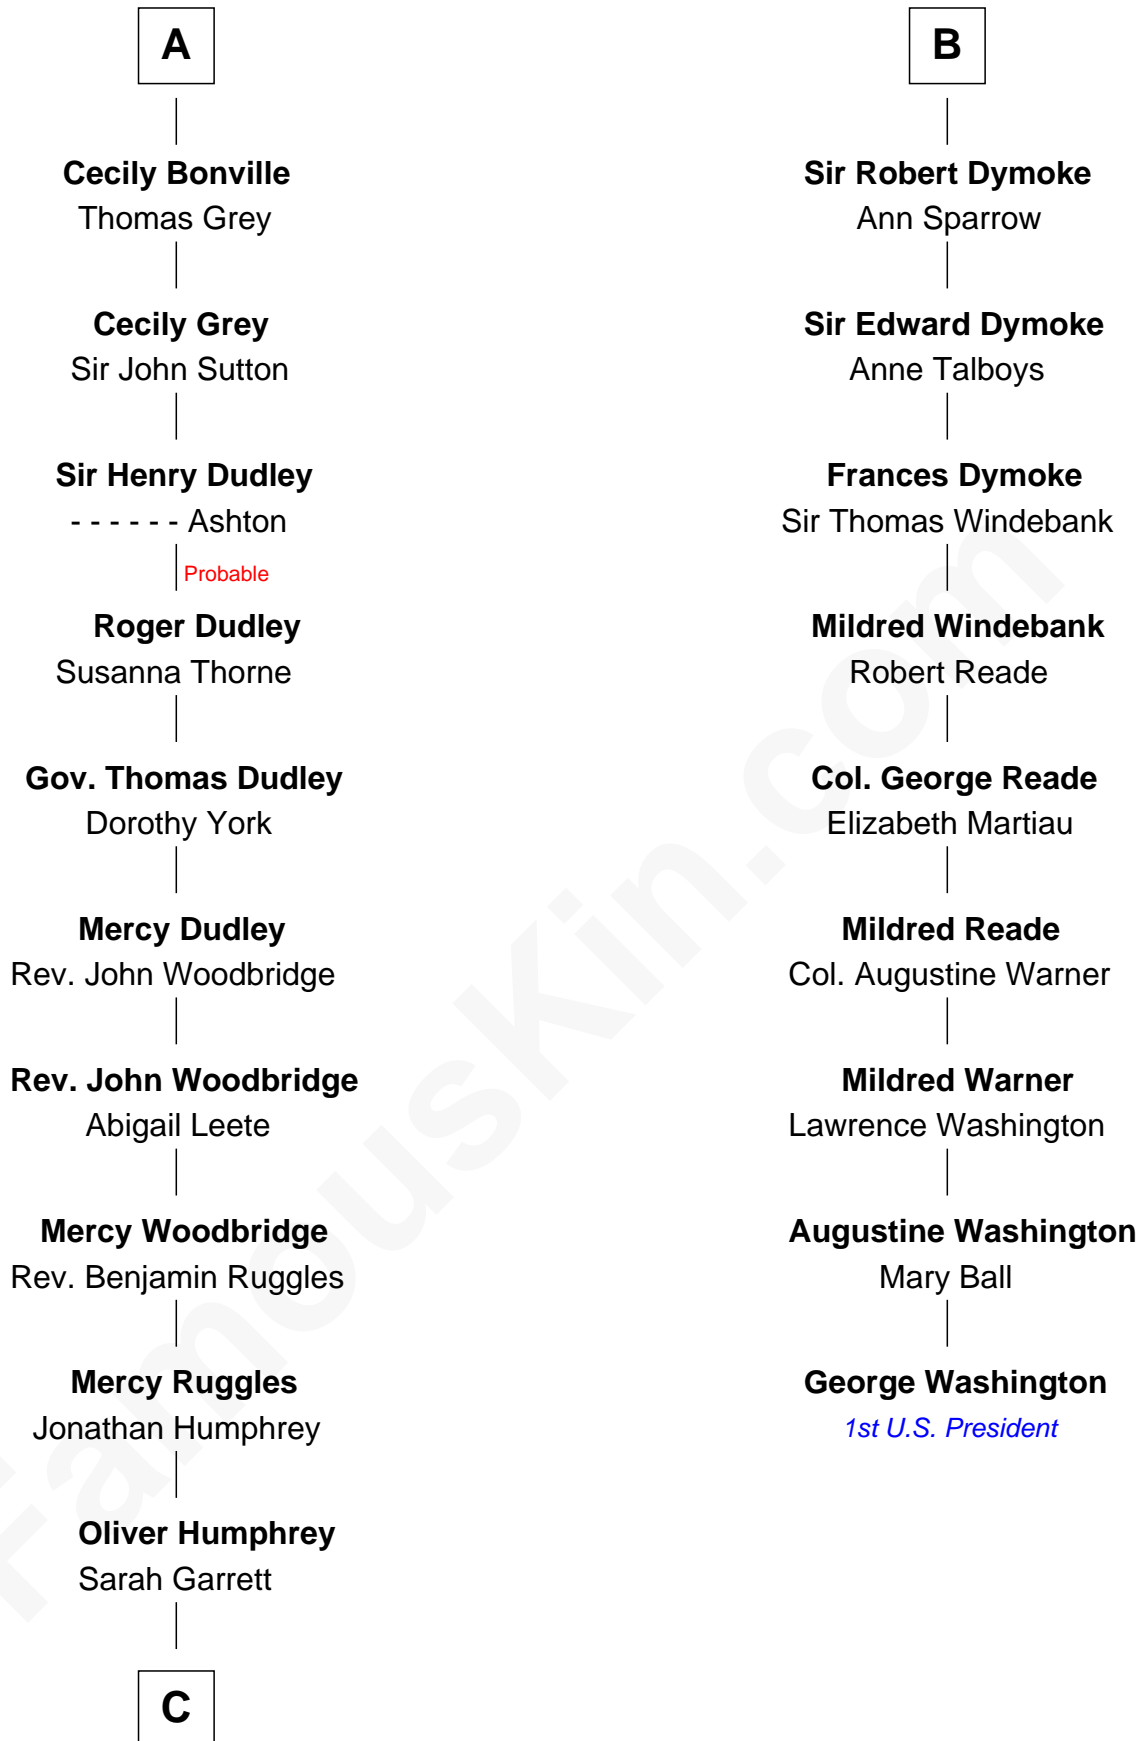 A
Cecily Bonville
Thomas Grey
Cecily Grey
Sir John Sutton
Sir Henry Dudley
- - - - - - Ashton
Probable
Roger Dudley
Susanna Thorne
Gov. Thomas Dudley
Dorothy York
Mercy Dudley
Rev. John Woodbridge
Rev. John Woodbridge
Abigail Leete
Mercy Woodbridge
Rev. Benjamin Ruggles
Mercy Ruggles
Jonathan Humphrey
Oliver Humphrey
Sarah Garrett
C
B
Sir Robert Dymoke
Ann Sparrow
Sir Edward Dymoke
Anne Talboys
Frances Dymoke
Sir Thomas Windebank
Mildred Windebank
Robert Reade
Col. George Reade
Elizabeth Martiau
Mildred Reade
Col. Augustine Warner
Mildred Warner
Lawrence Washington
Augustine Washington
Mary Ball
George Washington
1st U.S. President
FamousKin.com